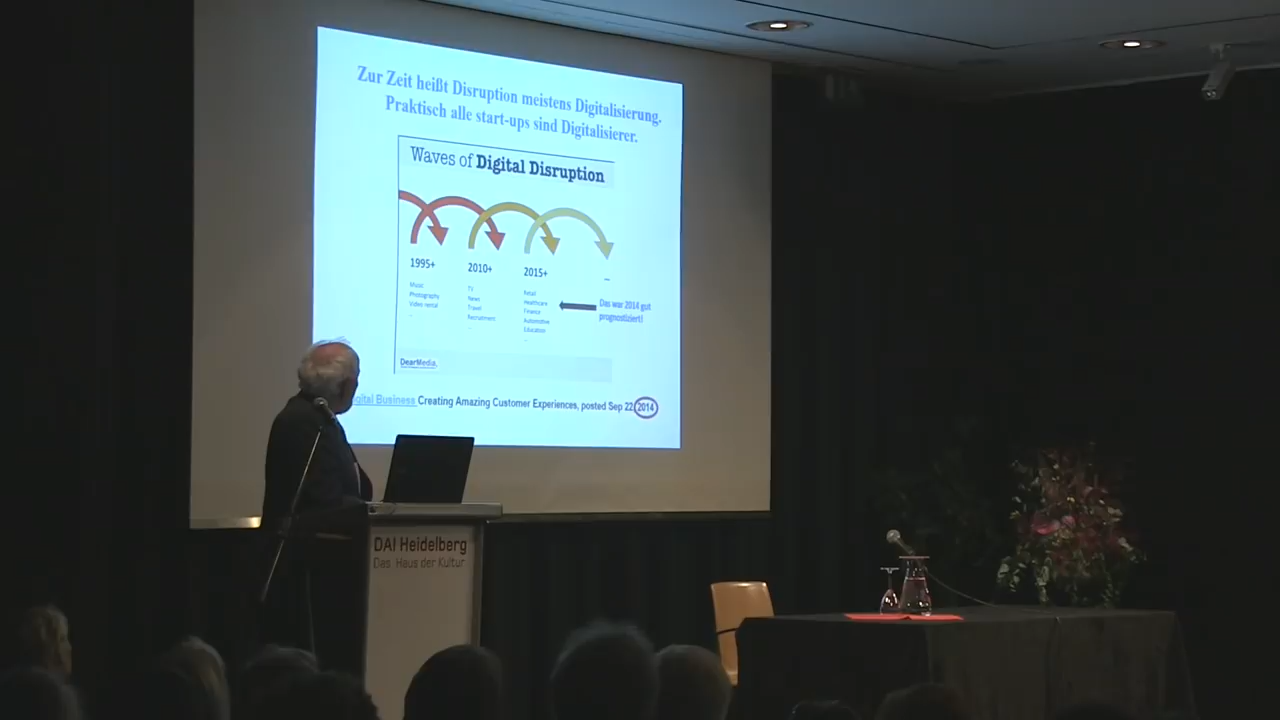 Zur Zeit heißt Disruption meistens Digitalisierung.
Praktisch alle start-ups sind Digitalisierer.
Waves of Digital Disruption
1995+
Music
Photography
Video rental
...
2010+
TV
News
Travel
Recruitment
...
2015+
Retail
Healthcare
Finance
Automotive
Education
...
...
Das war 2014 gut
prognostiziert!
DearMedia.
Business Creating Amazing Customer Experiences, posted Sep 22, 2014
DAI Heidelberg
Das Haus der Kultur